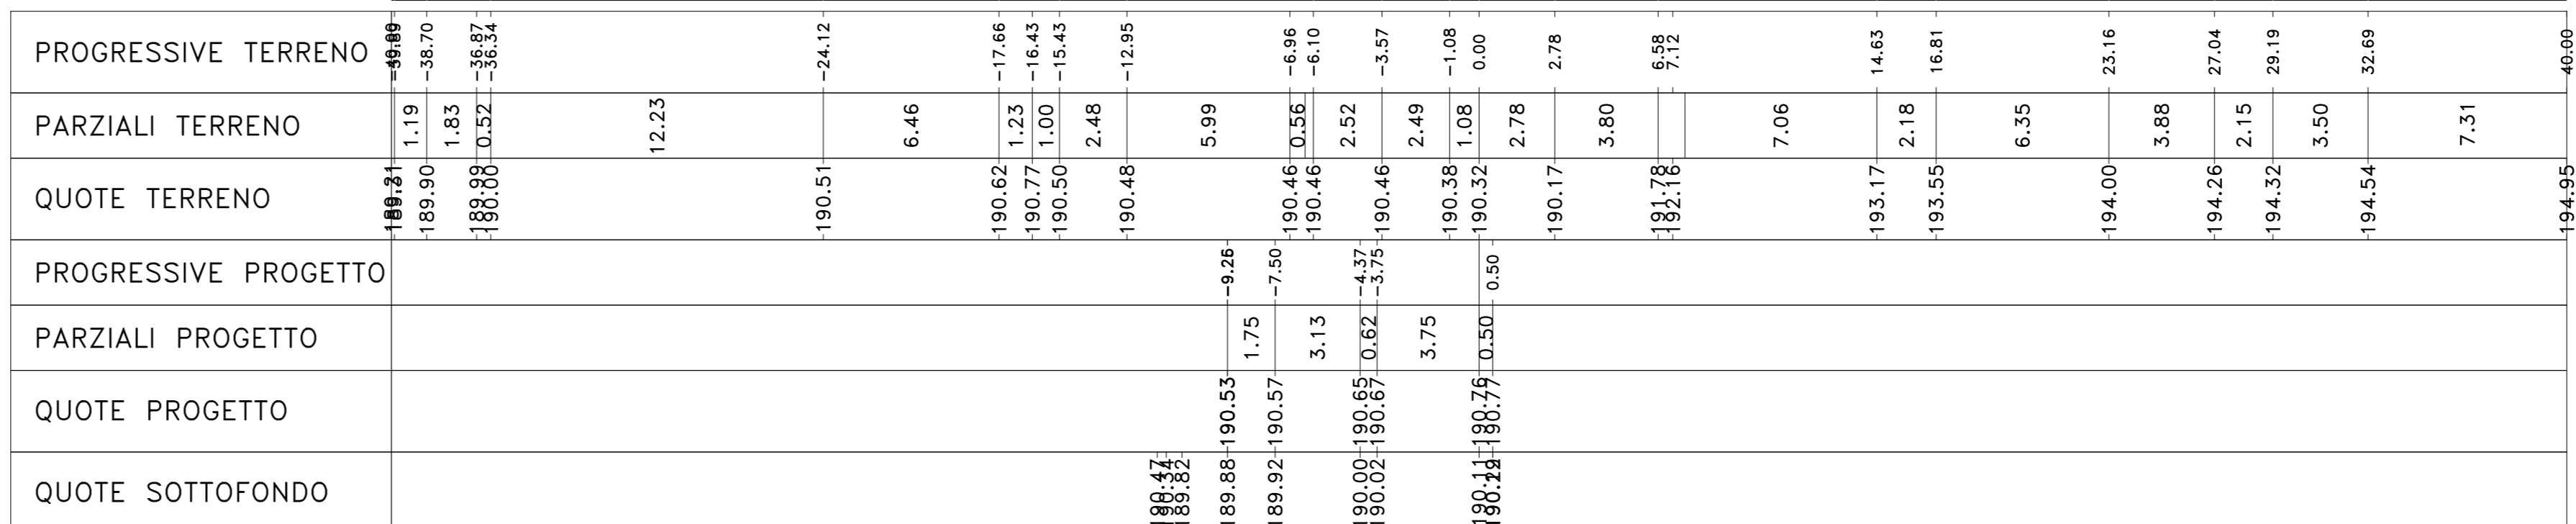 PROGRESSIVE TERRENO -39.89 -38.70 -36.87 -36.34 -24.12 -17.66 -16.43 -15.43 -12.95 -6.96 -6.10 -3.57 -1.08 0.00 2.78 6.58 7.12 14.63 16.81 23.16 27.04 29.19 32.69 40.00
PARZIALI TERRENO 1.19 1.83 0.52 12.23 6.46 1.23 1.00 2.48 5.99 0.56 2.52 2.49 1.08 2.78 3.80 7.06 2.18 6.35 3.88 2.15 3.50 7.31
QUOTE TERRENO 189.90 189.99 190.00 190.51 190.62 190.77 190.50 190.48 190.46 190.46 190.46 190.38 190.32 190.17 191.78 192.16 193.17 193.55 194.00 194.26 194.32 194.54 194.95
PROGRESSIVE PROGETTO -7.50 -4.37 -3.75 0.50
PARZIALI PROGETTO 1.75 3.13 0.62 3.75 0.50
QUOTE PROGETTO 190.53 190.57 190.65 190.67 190.76 190.77
QUOTE SOTTOFONDO 190.47 190.34 189.82 189.88 189.92 190.00 190.02 190.11